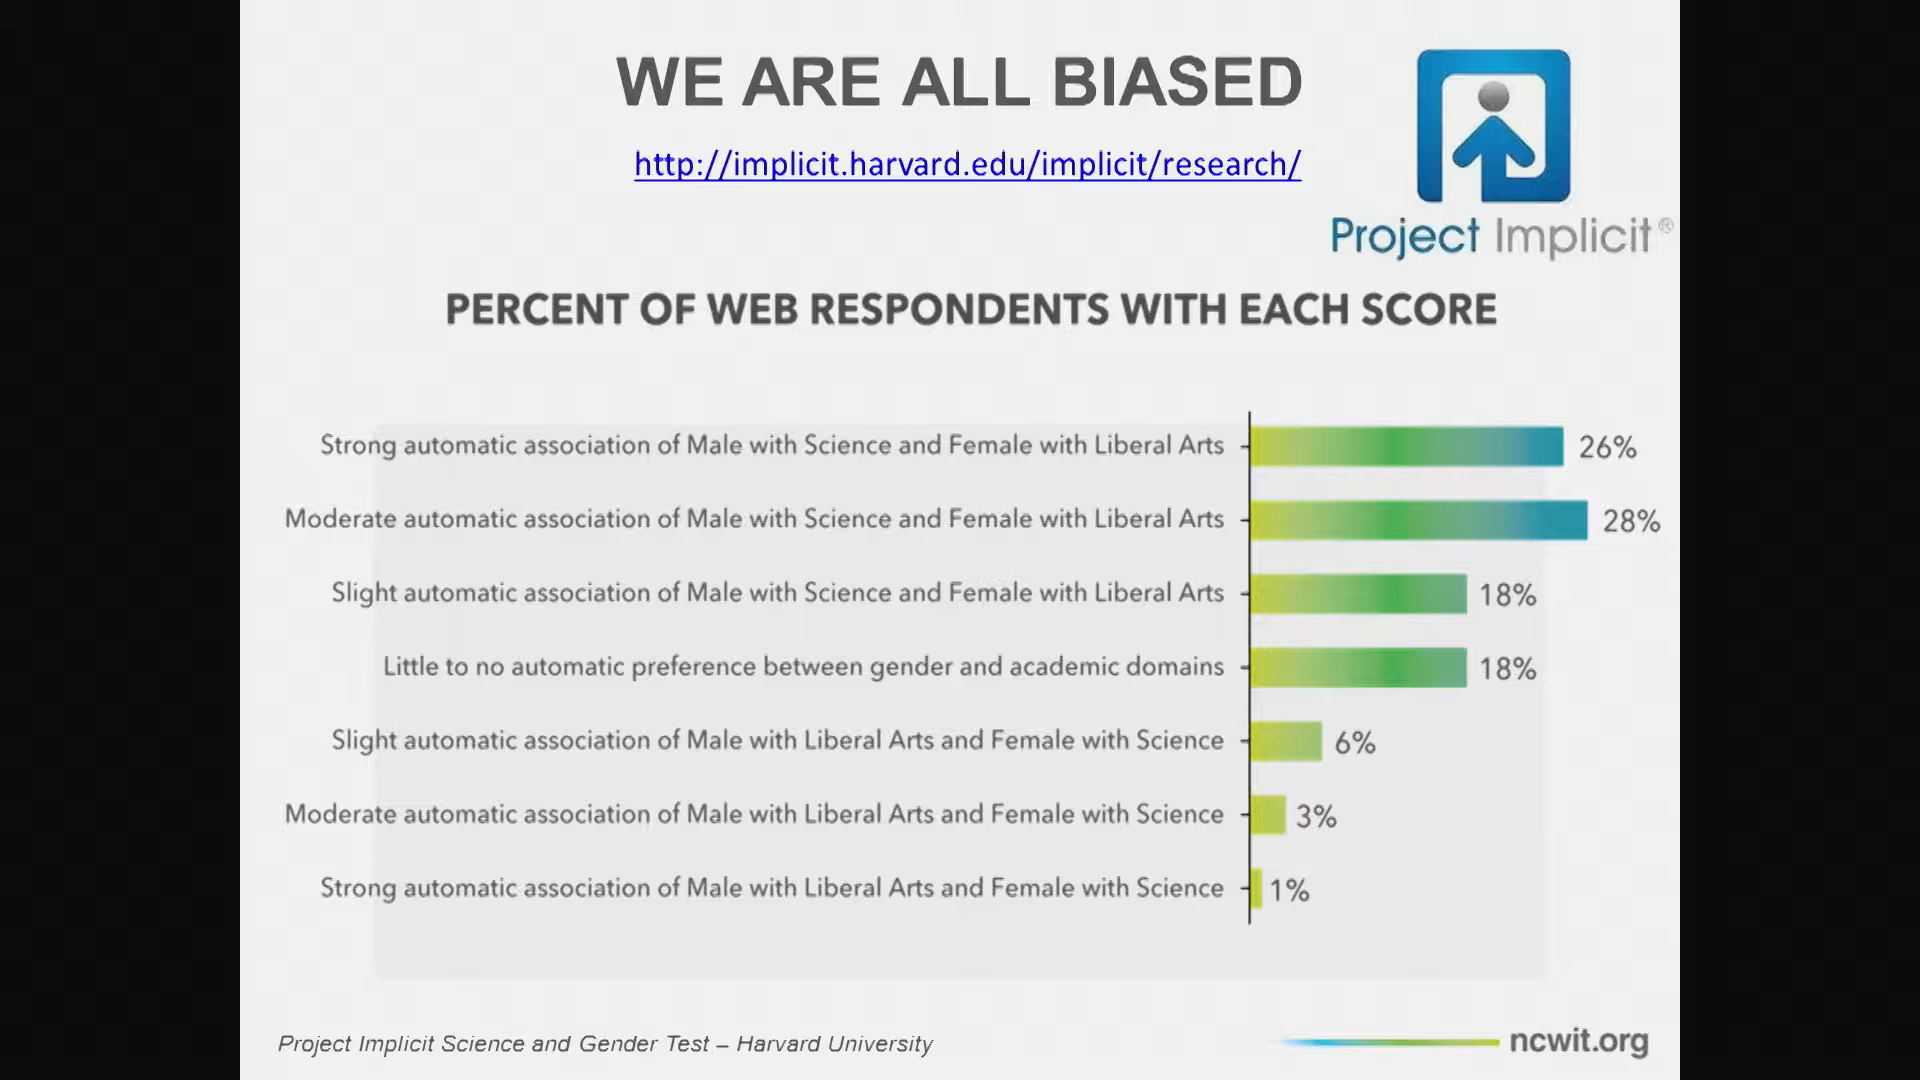 WE ARE ALL BIASED
http://implicit.harvard.edu/implicit/research/
Project Implicit®
PERCENT OF WEB RESPONDENTS WITH EACH SCORE
Strong automatic association of Male with Science and Female with Liberal Arts 26%
Moderate automatic association of Male with Science and Female with Liberal Arts 28%
Slight automatic association of Male with Science and Female with Liberal Arts 18%
Little to no automatic preference between gender and academic domains 18%
Slight automatic association of Male with Liberal Arts and Female with Science 6%
Moderate automatic association of Male with Liberal Arts and Female with Science 3%
Strong automatic association of Male with Liberal Arts and Female with Science 1%
Project Implicit Science and Gender Test – Harvard University
ncwit.org